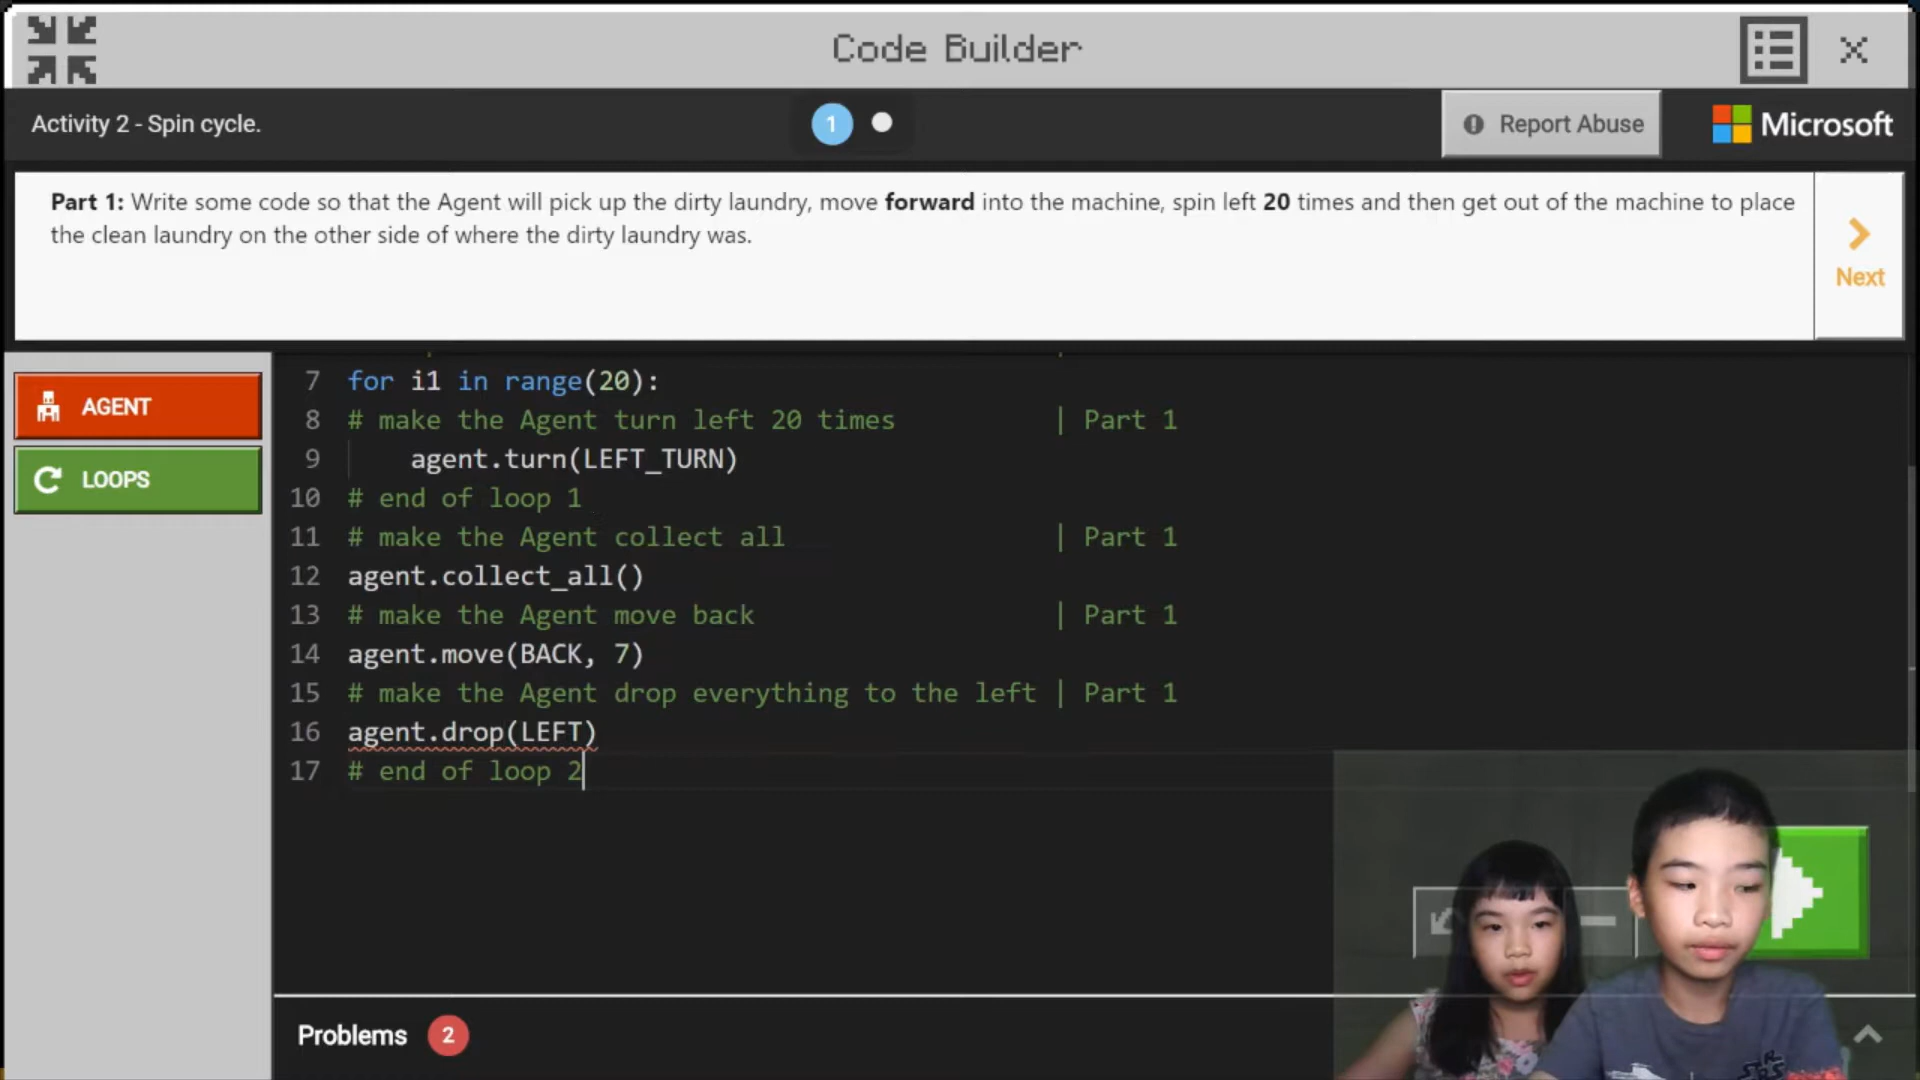 Code Builder
Activity 2 - Spin cycle.
1
Report Abuse
Microsoft
Part 1: Write some code so that the Agent will pick up the dirty laundry, move forward into the machine, spin left 20 times and then get out of the machine to place
the clean laundry on the other side of where the dirty laundry was.
Next
AGENT
LOOPS
7 for i1 in range(20):
8 # make the Agent turn left 20 times | Part 1
9 agent.turn(LEFT_TURN)
10 # end of loop 1
11 # make the Agent collect all | Part 1
12 agent.collect_all()
13 # make the Agent move back | Part 1
14 agent.move(BACK, 7)
15 # make the Agent drop everything to the left | Part 1
16 agent.drop(LEFT)
17 # end of loop 2
Problems 2